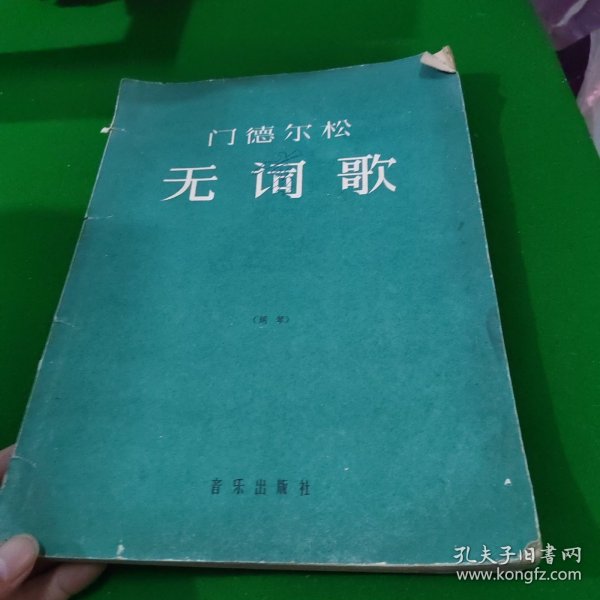 门德尔松
无词歌
(钢琴)
音乐出版社
孔夫子旧书网
www.kongfz.com